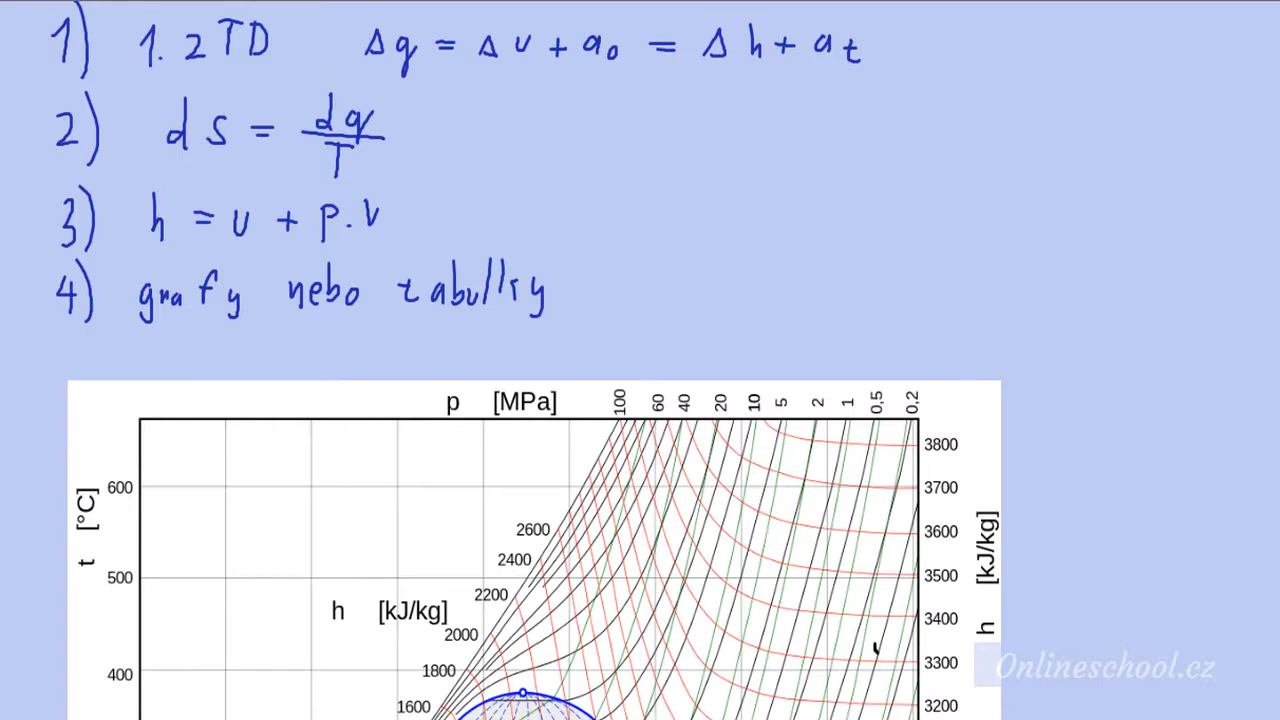 1) 1. 2 TD Δq = Δu + a₀ = Δh + aₜ
2) ds = dq/T
3) h = u + p.v
4) grafy nebo tabulky
p [MPa] 100 60 40 20 10 5 2 1 0,5 0,2
3800
600 3700
2600 3600
t [°C]
2400
500 3500
2200
h [kJ/kg] 3400
h [kJ/kg]
2000
1800 3300
400
Onlineschool.cz
1600 3200